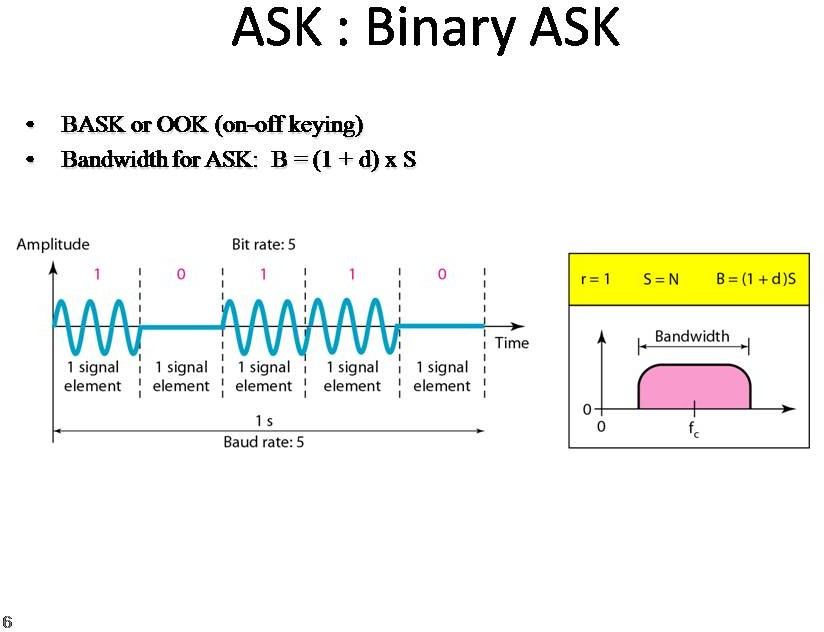 ASK : Binary ASK
• BASK or OOK (on-off keying)
• Bandwidth for ASK: B = (1 + d) x S
Amplitude
Bit rate: 5
1 0 1 1 0
Time
1 signal element
1 signal element
1 signal element
1 signal element
1 signal element
1 s
Baud rate: 5
r = 1 S = N B = (1 + d)S
Bandwidth
0
0
fc
6